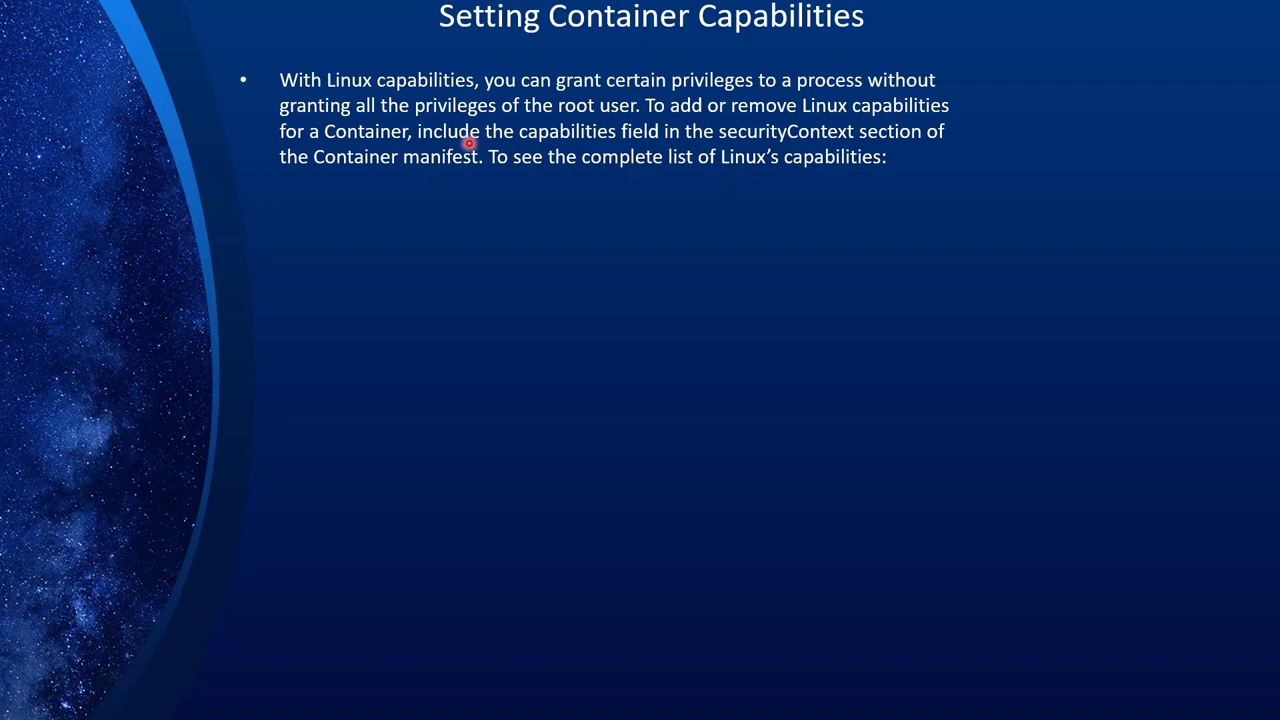 Setting Container Capabilities
• With Linux capabilities, you can grant certain privileges to a process without
granting all the privileges of the root user. To add or remove Linux capabilities
for a Container, include the capabilities field in the securityContext section of
the Container manifest. To see the complete list of Linux’s capabilities: